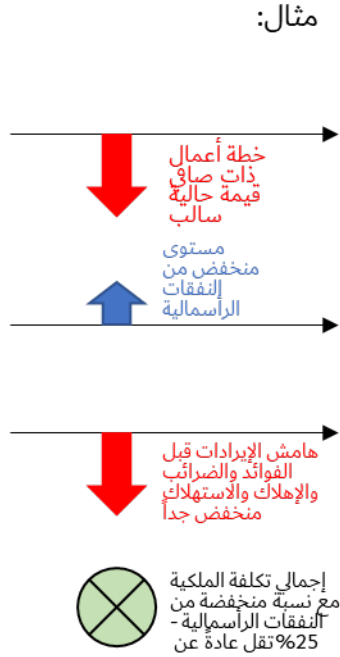 مثال:
خطة أعمال
ذات صافي
قيمة حالية
سالب
مستوى
منخفض من
النفقات
الرأسمالية
هامش الإيرادات قبل
الفوائد والضرائب
والإهلاك والاستهلاك
منخفض جداً
إجمالي تكلفة الملكية
مع نسبة منخفضة من
النفقات الرأسمالية -
25%تقل عادةً عن